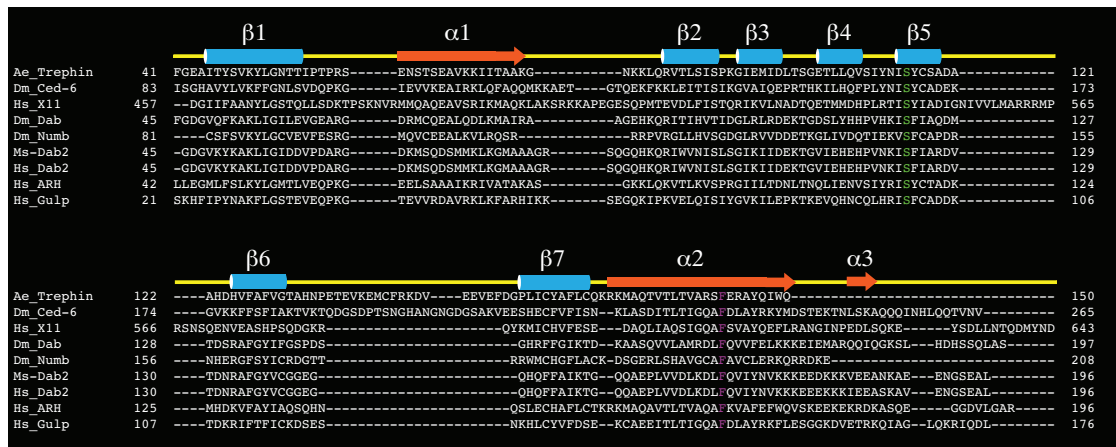 β1 α1 β2 β3 β4 β5
Ae_Trephin 41 FGEAITYSVKYLGNTTIPTPRS------ENSTSEAVKKIITAAKG----------NKKLQRVTLSISPKGIEMIDLTSGETLLQVSIYNISYCSADA------------ 121
Dm_Ced-6 83 ISGHAVYLVKFFGNLSVDQPKG------IEVVKEAIRKLQFAQQMKKAET----GTQEKFKKLEITISIKGVAIQEPRTHKILHQFPLYNISYCADEK------------ 173
Hs_X11 457 --DGIIFAANYLGSTQLLSDKTPSKNVRMMQAQEAVSRIKMAQKLAKSRKKAPEGESQPMTEVDLFISTQRIKVLNADTQETMMDHPLRTISYIADIGNIVVLMARRRMP 565
Dm_Dab 45 FGDGVQFKAKLIGILEVGEARG------DRMCQEALQDLKMAIRA---------AGEHKQRITIHVTIDGLRLRDEKTGDSLYHHPVHKISFIAQDM------------ 127
Dm_Numb 81 ----CSFSVKYLGCVEVFESRG------MQVCEEALKVLRQSR-----------RRPVRGLLHVSGDGLRVVDDETKGLIVDQTIEKVSFCAPDR------------ 155
Ms-Dab2 45 -GDGVKYKAKLIGIDDVPDARG------DKMSQDSMMKLKGMAAAGR------SQGQHKQRIWVNISLSGIKIIDEKTGVIEHEHPVNKISFIARDV------------ 129
Hs_Dab2 45 -GDGVKYKAKLIGIDDVPDARG------DKMSQDSMMKLKGMAAAGR------SQGQHKQRIWVNISLSGIKIIDEKTGVIEHEHPVNKISFIARDV------------ 129
Hs_ARH 42 LLEGMLFSLKYLGMTLVEQPKG------EELSAAAIKRIVATAKAS-------GKKLQKVTLKVSPRGIILTDNLTNQLIENVSIYRISYCTADK------------ 124
Hs_Gulp 21 SKHFIPYNAKFLGSTEVEQPKG------TEVVRDAVRKLKFARHIKK------SEGQKIPKVELQISIYGVKILEPKTKEVQHNCQLHRISFCADDK------------ 106
β6 β7 α2 α3
Ae_Trephin 122 ----AHDHVFAFVGTAHNPETEVKEMCFRKDV----EEVEFDGPLICYAFLCQKRKMAQTVTLTVARSFERAYQIWQ------------------------------ 150
Dm_Ced-6 174 ----GVKKFFSFIAKTVKTQDGSDPTSNGHANGNGDGSAKVEESHECFVFISN--KLASDITLTIGQAFDLAYRKYMDSTEKTNLSKAQQQINHLQQTVNV------ 265
Hs_X11 566 RSNSQENVEASHPSQDGKR-------------------QYKMICHVFESE----DAQLIAQSIGQAFSVAYQEFLRANGINPEDLSQKE-----YSDLLNTQDMYND 643
Dm_Dab 128 ----TDSRAFGYIFGSPDS--------------------GHRFFGIKTD----KAASQVVLAMRDLFQVVFELKKKEIEMARQQIQGKSL---HDHSSQLAS------ 197
Dm_Numb 156 ----NHERGFSYICRDGTT--------------------RRWMCHGFLACK--DSGERLSHAVGCAFAVCLERKQRRDKE---------------------------- 208
Ms-Dab2 130 ----TDNRAFGYVCGGEG---------------------QHQFFAIKTG----QQAEPLVVDLKDLFQVIYNVKKKEEDKKKVEEANKAE---ENGSEAL-------- 196
Hs_Dab2 130 ----TDNRAFGYVCGGEG---------------------QHQFFAIKTG----QQAEPLVVDLKDLFQVIYNVKKKEEEKKKIEEASKAV---ENGSEAL-------- 196
Hs_ARH 125 ----MHDKVFAYIAQSQHN--------------------QSLECHAFLCTKRKMAQAVTLTVAQAFKVAFEFWQVSKEEKEKRDKASQE----GGDVLGAR------- 196
Hs_Gulp 107 ----TDKRIFTFICKDSES--------------------NKHLCYVFDSE---KCAEEITLTIGQAFDLAYRKFLESGGKDVETRKQIAG---LQKRIQDL------- 176